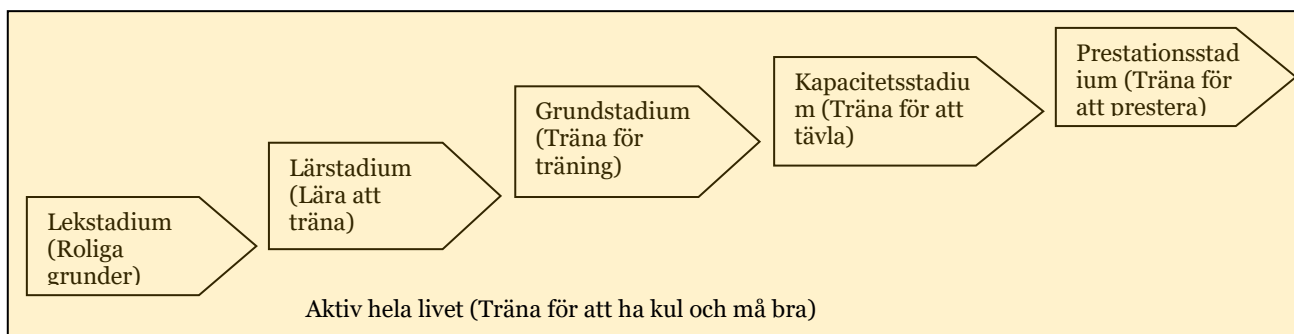 Lekstadium
(Roliga
grunder)
Lärstadium
(Lära att
träna)
Grundstadium
(Träna för
träning)
Kapacitetsstadiu
m (Träna för att
tävla)
Prestationsstad
ium (Träna för
att prestera)
Aktiv hela livet (Träna för att ha kul och må bra)